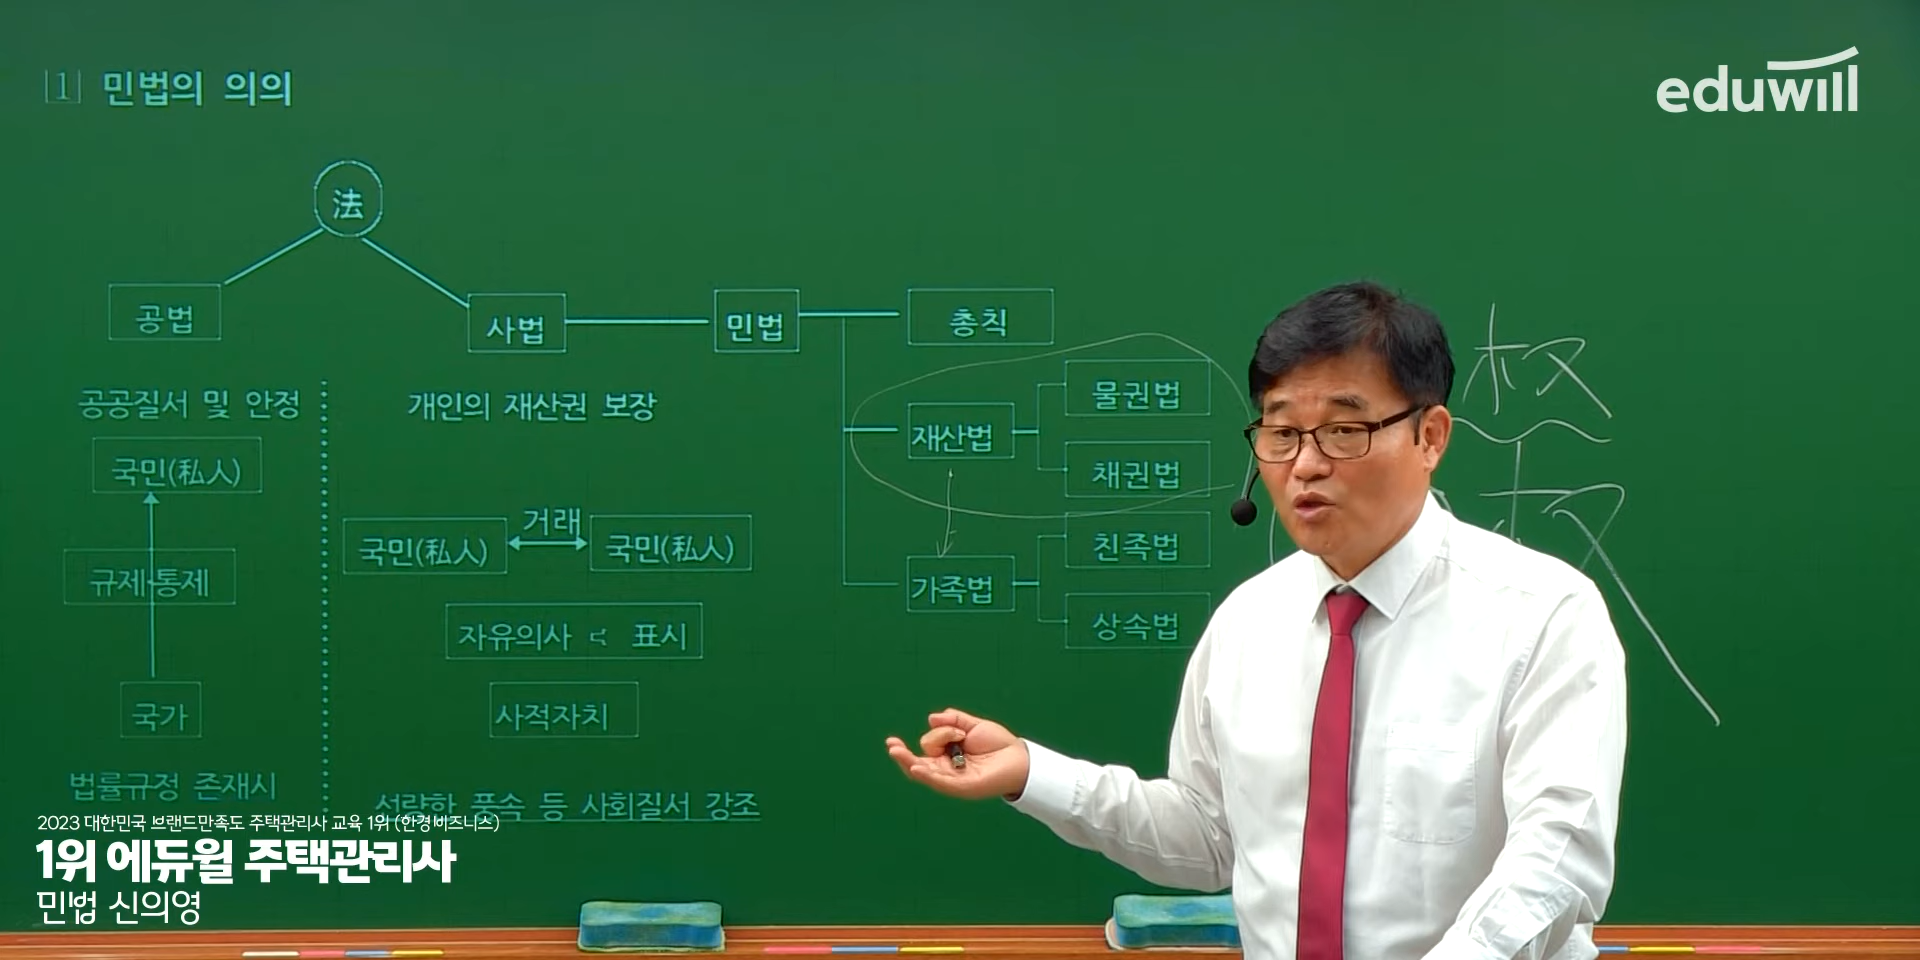 1 민법의 의의
eduwill
法
공법
사법
민법
총칙
물권법
재산법
채권법
친족법
가족법
상속법
공공질서 및 안정
국민(私人)
규제·통제
국가
법률규정 존재시
개인의 재산권 보장
국민(私人)
거래
국민(私人)
자유의사 표시
사적자치
선량한 풍속 등 사회질서 강조
权
权
2023 대한민국 브랜드만족도 주택관리사 교육 1위 (한경비즈니스)
1위 에듀윌 주택관리사
민법 신의영